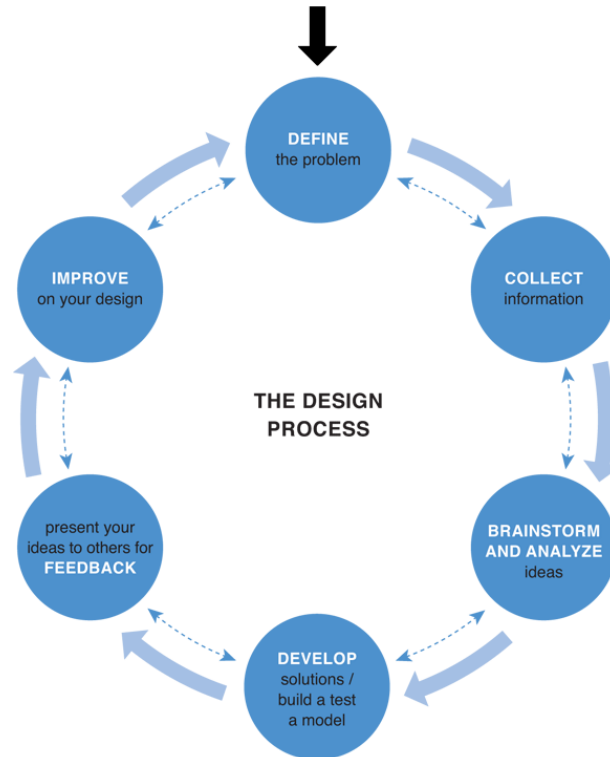 DEFINE
the problem
COLLECT
information
BRAINSTORM
AND ANALYZE
ideas
DEVELOP
solutions /
build a test
a model
present your
ideas to others for
FEEDBACK
IMPROVE
on your design
THE DESIGN
PROCESS